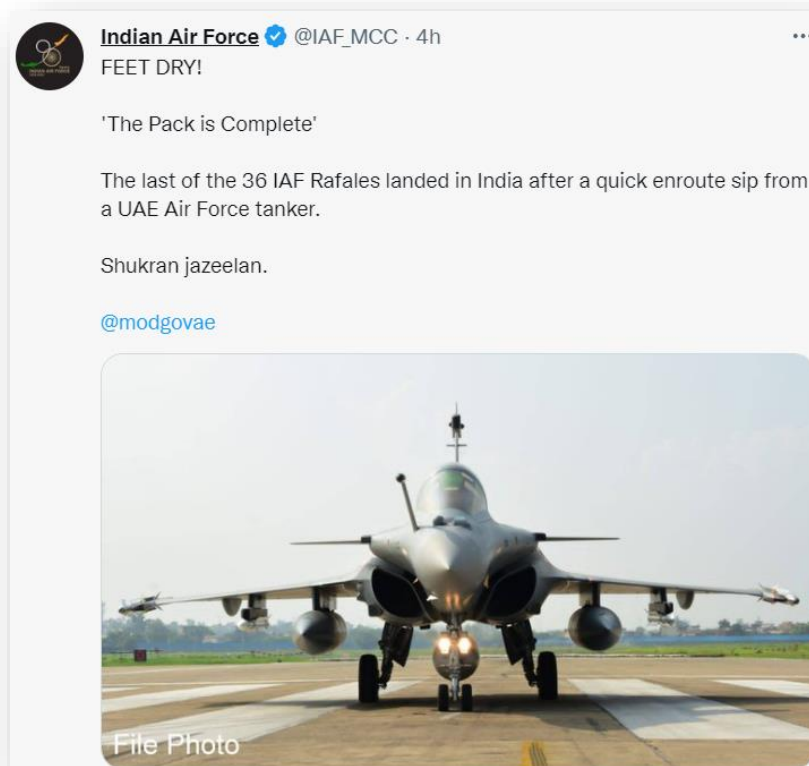 Indian Air Force @IAF_MCC · 4h
FEET DRY!
'The Pack is Complete'
The last of the 36 IAF Rafales landed in India after a quick enroute sip from
a UAE Air Force tanker.
Shukran jazeelan.
@modgovae
File Photo